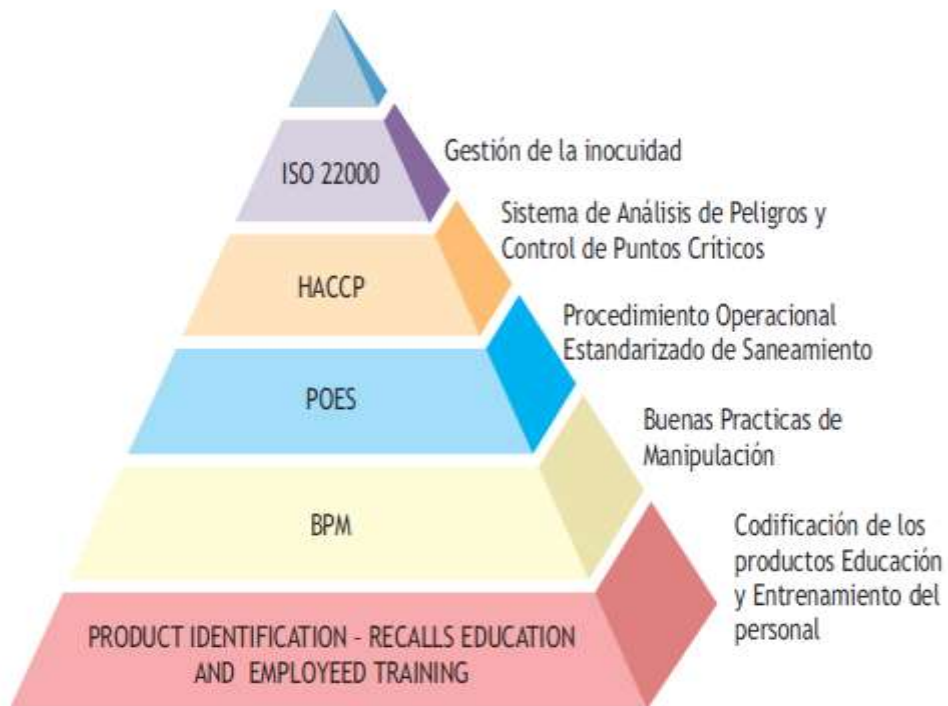 ISO 22000
Gestión de la inocuidad
HACCP
Sistema de Análisis de Peligros y
Control de Puntos Críticos
POES
Procedimiento Operacional
Estandarizado de Saneamiento
BPM
Buenas Practicas de
Manipulación
PRODUCT IDENTIFICATION - RECALLS EDUCATION
AND EMPLOYEED TRAINING
Codificación de los
productos Educación
y Entrenamiento del
personal